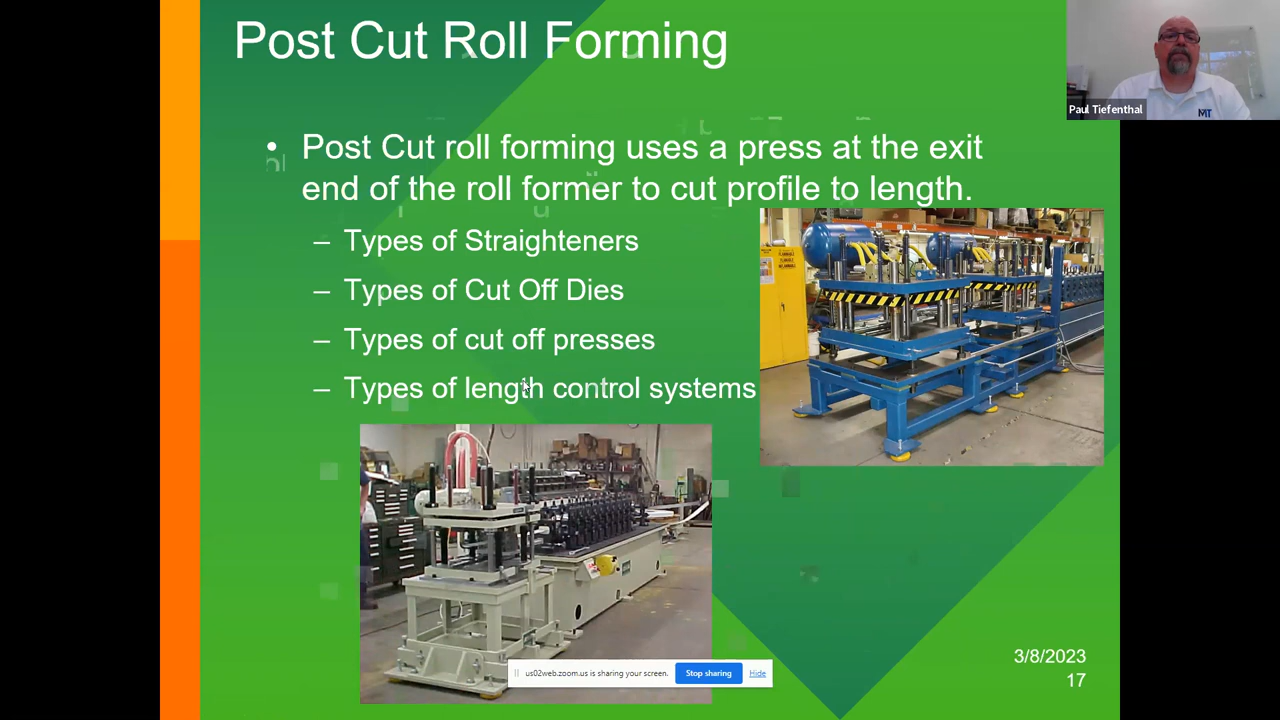 Post Cut Roll Forming
Paul Tiefenthal
MT
• Post Cut roll forming uses a press at the exit
end of the roll former to cut profile to length.
– Types of Straighteners
– Types of Cut Off Dies
– Types of cut off presses
– Types of length control systems
us02web.zoom.us is sharing your screen. Stop sharing Hide
3/8/2023
17